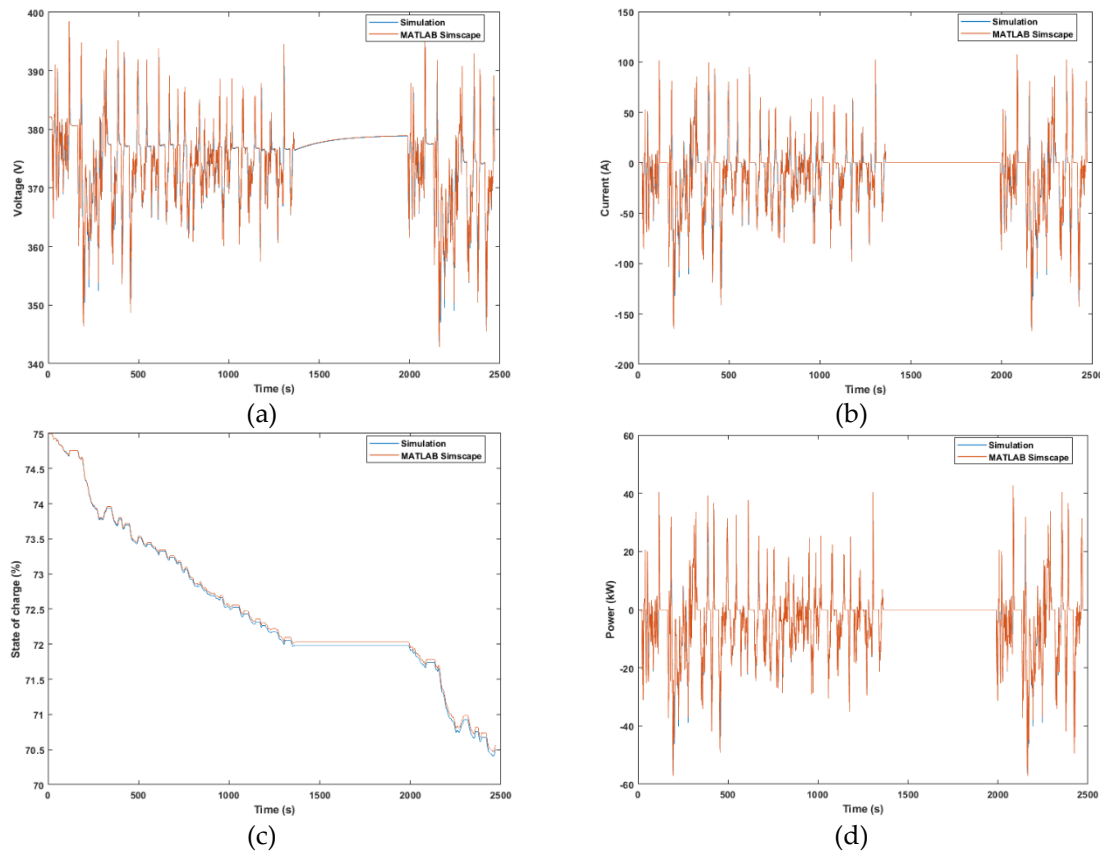 400
390
380
370
360
350
340
Voltage (V)
0
500
1000
1500
2000
2500
Time (s)
Simulation
MATLAB Simscape
(a)
150
100
50
0
-50
-100
-150
-200
Current (A)
0
500
1000
1500
2000
2500
Time (s)
Simulation
MATLAB Simscape
(b)
75
74.5
74
73.5
73
72.5
72
71.5
71
70.5
70
State of charge (%)
0
500
1000
1500
2000
2500
Time (s)
Simulation
MATLAB Simscape
(c)
60
40
20
0
-20
-40
-60
Power (kW)
0
500
1000
1500
2000
2500
Time (s)
Simulation
MATLAB Simscape
(d)